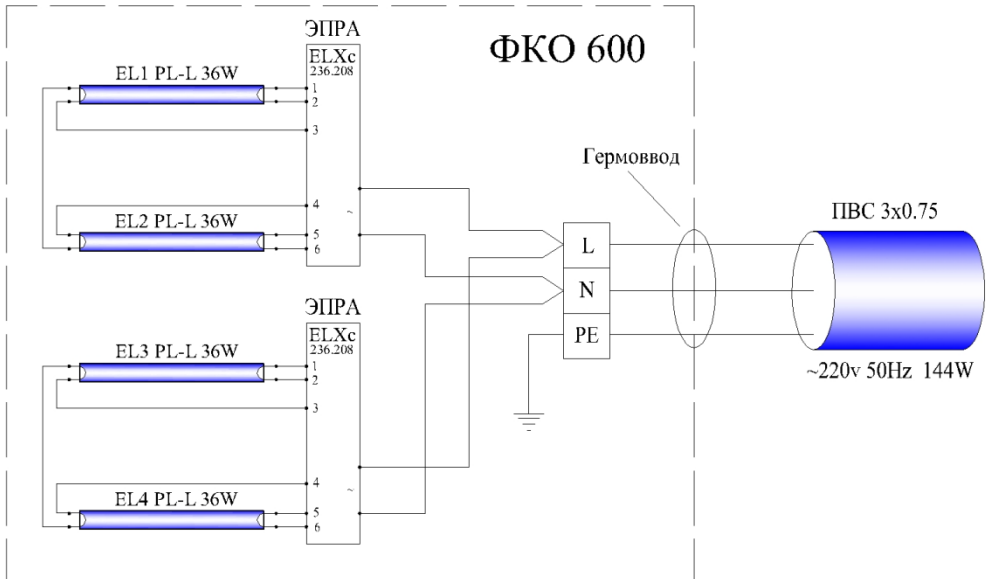 ФКО 600
ЭПРА
ELXc
236.208
EL1 PL-L 36W
1
2
3
4
EL2 PL-L 36W
5
6
~
Гермоввод
ПВС 3х0.75
L
N
PE
~220v 50Hz 144W
ЭПРА
ELXc
236.208
EL3 PL-L 36W
1
2
3
4
EL4 PL-L 36W
5
6
~